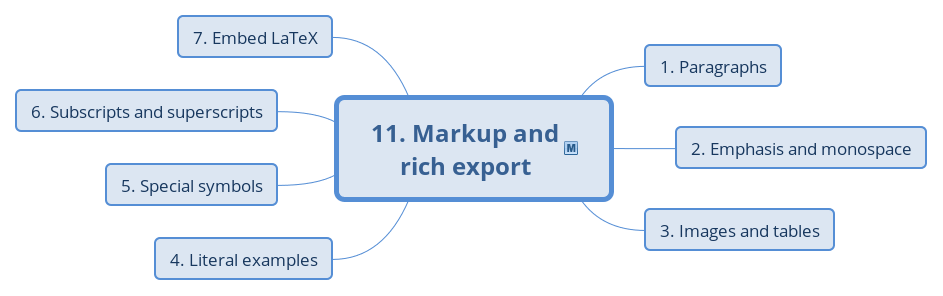 11. Markup and
rich export
M
1. Paragraphs
2. Emphasis and monospace
3. Images and tables
4. Literal examples
5. Special symbols
6. Subscripts and superscripts
7. Embed LaTeX